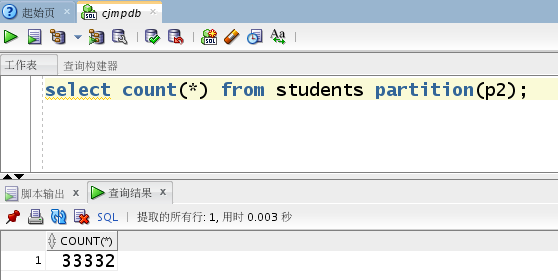 起始页 × cjmpdb ×
SQL Aa
工作表 查询构建器
select count(*) from students partition(p2);
脚本输出 × 查询结果 ×
SQL | 提取的所有行: 1, 用时 0.003 秒
COUNT(*)
1 33332